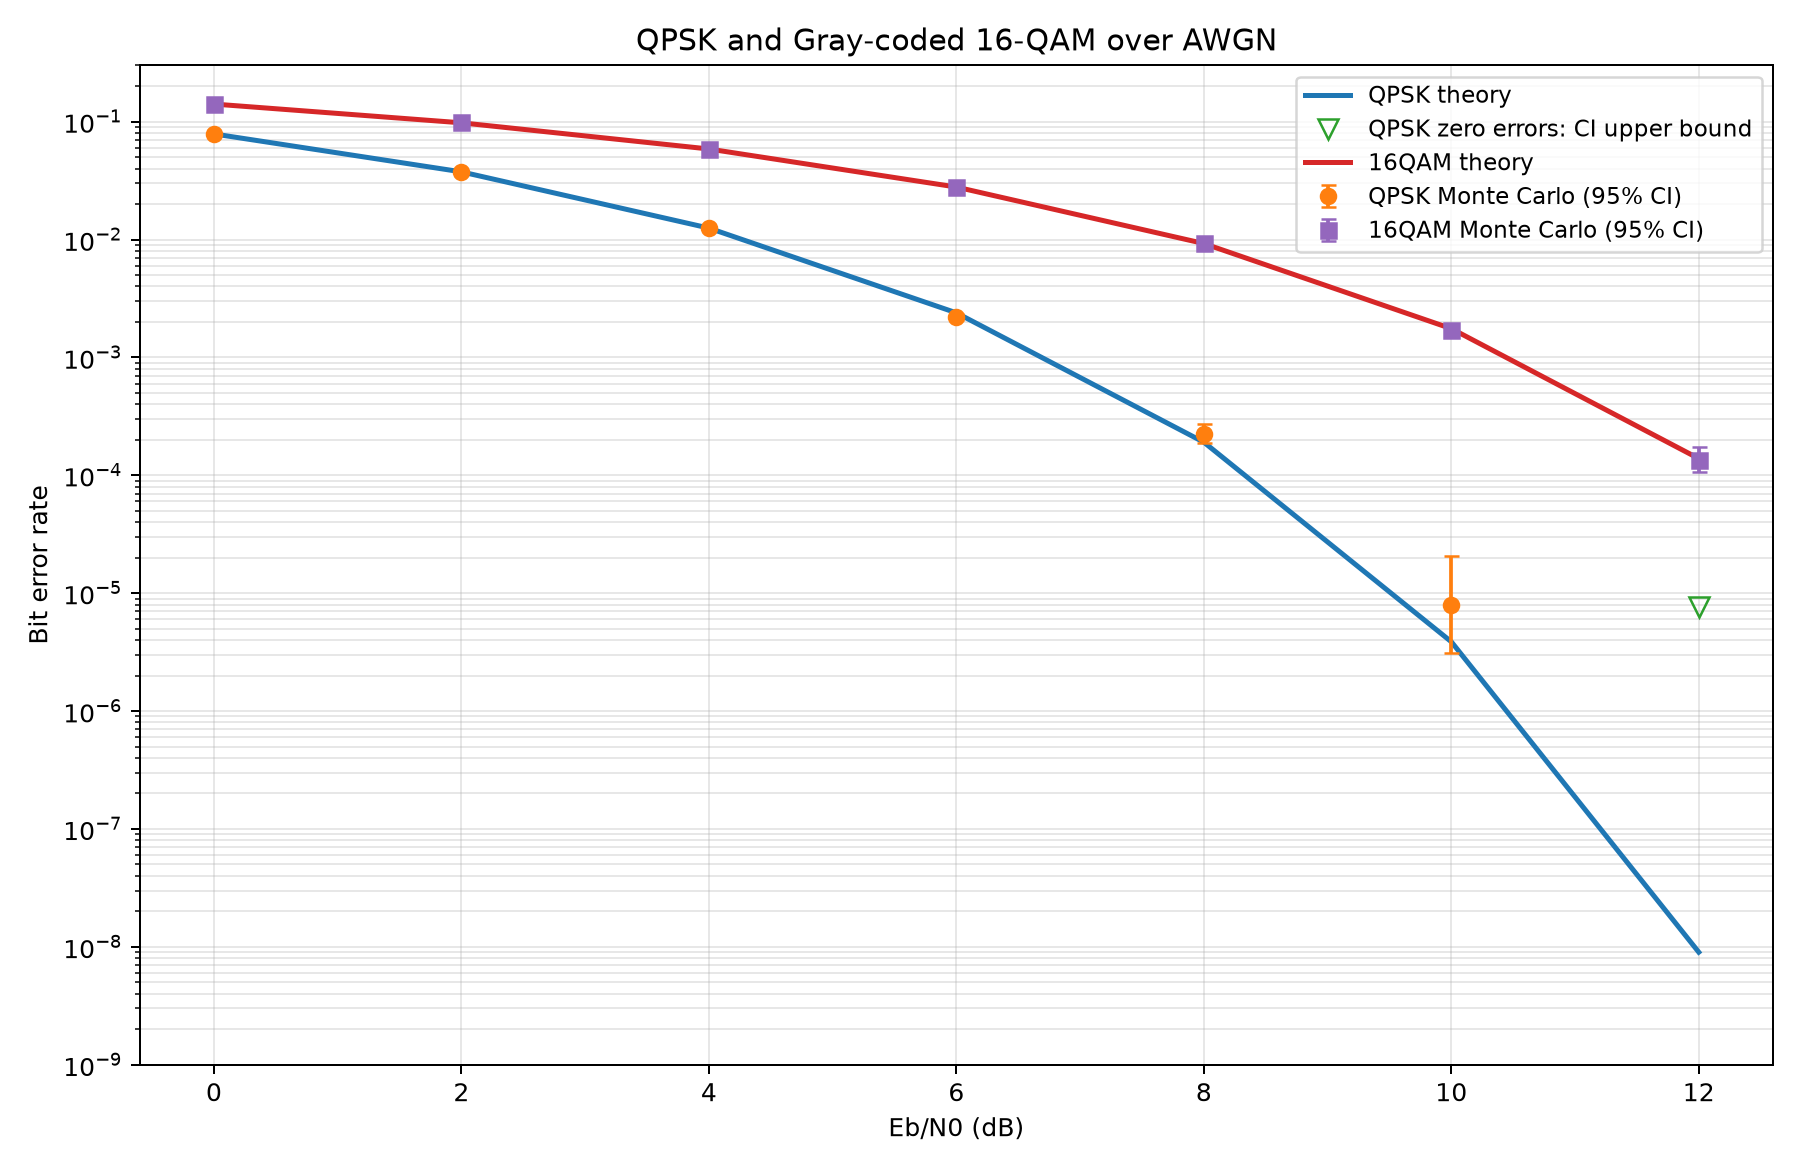 QPSK and Gray-coded 16-QAM over AWGN
QPSK theory
QPSK zero errors: CI upper bound
16QAM theory
QPSK Monte Carlo (95% CI)
16QAM Monte Carlo (95% CI)
Bit error rate
10⁻¹
10⁻²
10⁻³
10⁻⁴
10⁻⁵
10⁻⁶
10⁻⁷
10⁻⁸
10⁻⁹
0 2 4 6 8 10 12
Eb/N0 (dB)